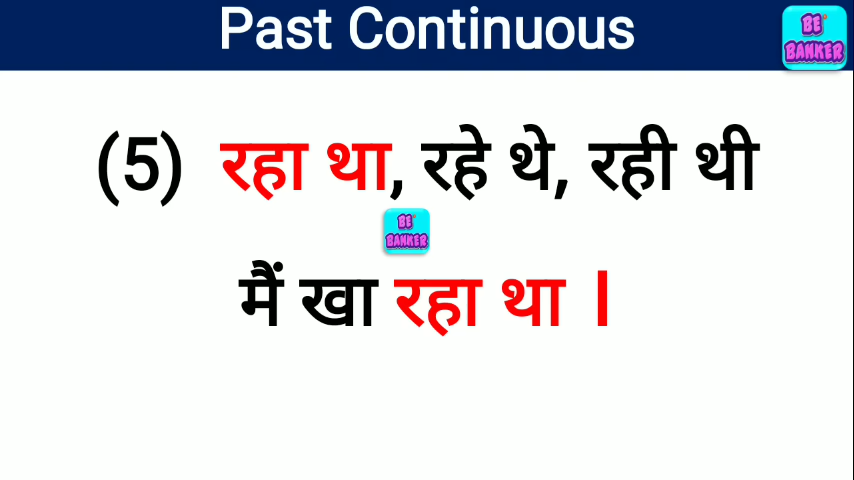 Past Continuous
BE BANKER
(5) रहा था, रहे थे, रही थी
BE BANKER
मैं खा रहा था ।